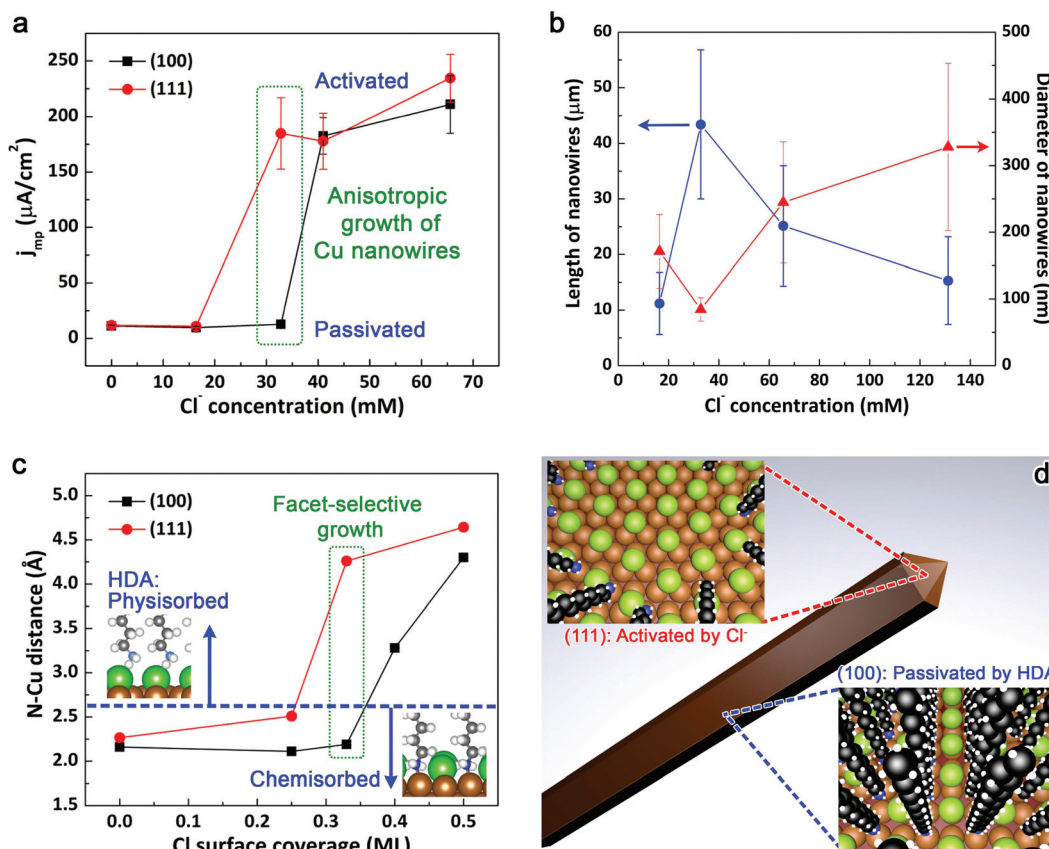 a
(100)
(111)
Activated
Anisotropic
growth of
Cu nanowires
Passivated
jmp (μA/cm²)
250
200
150
100
50
0
0 10 20 30 40 50 60 70
Cl⁻ concentration (mM)
b
Length of nanowires (μm)
60
50
40
30
20
10
0
500
400
300
200
100
0
Diameter of nanowires (nm)
0 20 40 60 80 100 120 140
Cl⁻ concentration (mM)
c
(100)
(111)
Facet-selective
growth
HDA:
Physisorbed
Chemisorbed
N-Cu distance (Å)
5.0
4.5
4.0
3.5
3.0
2.5
2.0
1.5
0.0 0.1 0.2 0.3 0.4 0.5
Cl surface coverage (ML)
d
(111): Activated by Cl⁻
(100): Passivated by HDA